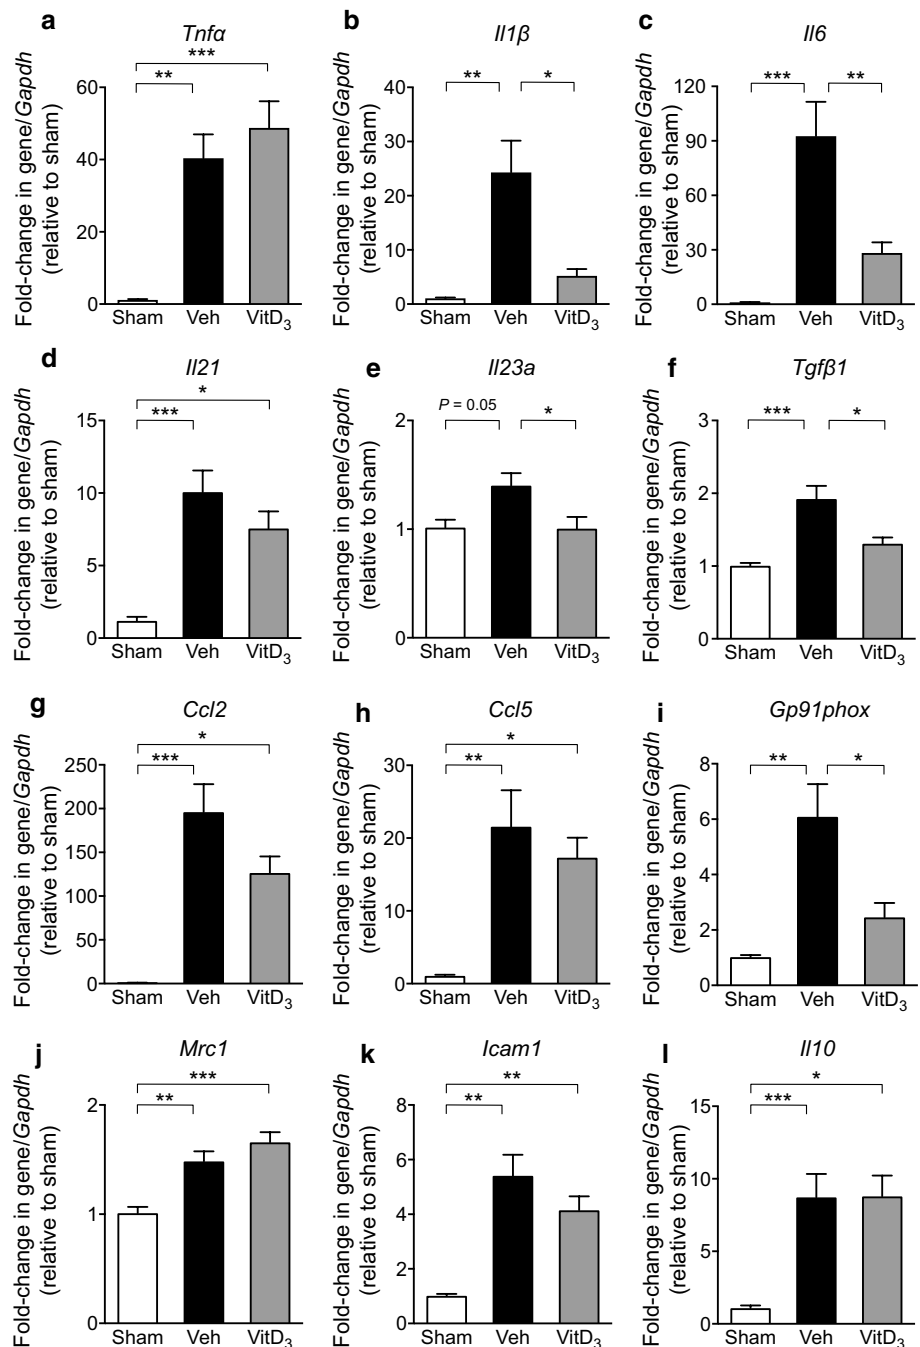 a Tnfα
***
**
Fold-change in gene/Gapdh
(relative to sham)
60
40
20
0
Sham Veh VitD₃
b Il1β
** *
Fold-change in gene/Gapdh
(relative to sham)
40
30
20
10
0
Sham Veh VitD₃
c Il6
*** **
Fold-change in gene/Gapdh
(relative to sham)
120
90
60
30
0
Sham Veh VitD₃
d Il21
*
***
Fold-change in gene/Gapdh
(relative to sham)
15
10
5
0
Sham Veh VitD₃
e Il23a
P = 0.05 *
Fold-change in gene/Gapdh
(relative to sham)
2
1
0
Sham Veh VitD₃
f Tgfβ1
*** *
Fold-change in gene/Gapdh
(relative to sham)
3
2
1
0
Sham Veh VitD₃
g Ccl2
*
***
Fold-change in gene/Gapdh
(relative to sham)
250
200
150
100
50
0
Sham Veh VitD₃
h Ccl5
*
**
Fold-change in gene/Gapdh
(relative to sham)
30
20
10
0
Sham Veh VitD₃
i Gp91phox
** *
Fold-change in gene/Gapdh
(relative to sham)
8
6
4
2
0
Sham Veh VitD₃
j Mrc1
***
**
Fold-change in gene/Gapdh
(relative to sham)
2
1
0
Sham Veh VitD₃
k Icam1
**
**
Fold-change in gene/Gapdh
(relative to sham)
8
6
4
2
0
Sham Veh VitD₃
l Il10
*
***
Fold-change in gene/Gapdh
(relative to sham)
15
10
5
0
Sham Veh VitD₃